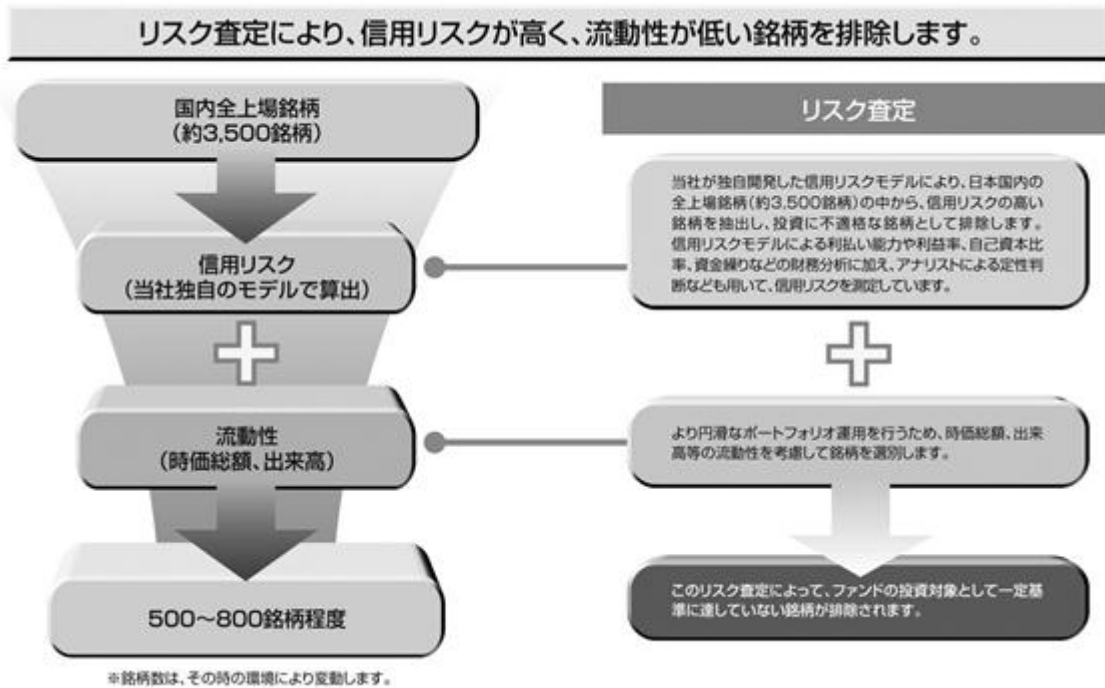 リスク査定により、信用リスクが高く、流動性が低い銘柄を排除します。
国内全上場銘柄
（約3,500銘柄）
信用リスク
（当社独自のモデルで算出）
流動性
（時価総額、出来高）
500～800銘柄程度
※銘柄数は、その時の環境により変動します。
リスク査定
当社が独自開発した信用リスクモデルにより、日本国内の
全上場銘柄（約3,500銘柄）の中から、信用リスクの高い
銘柄を抽出し、投資に不適格な銘柄として排除します。
信用リスクモデルによる利払い能力や利益率、自己資本比
率、資金繰りなどの財務分析に加え、アナリストによる定性判
断なども用いて、信用リスクを測定しています。
より円滑なポートフォリオ運用を行うため、時価総額、出来
高等の流動性を考慮して銘柄を選別します。
このリスク査定によって、ファンドの投資対象として一定基
準に達していない銘柄が排除されます。